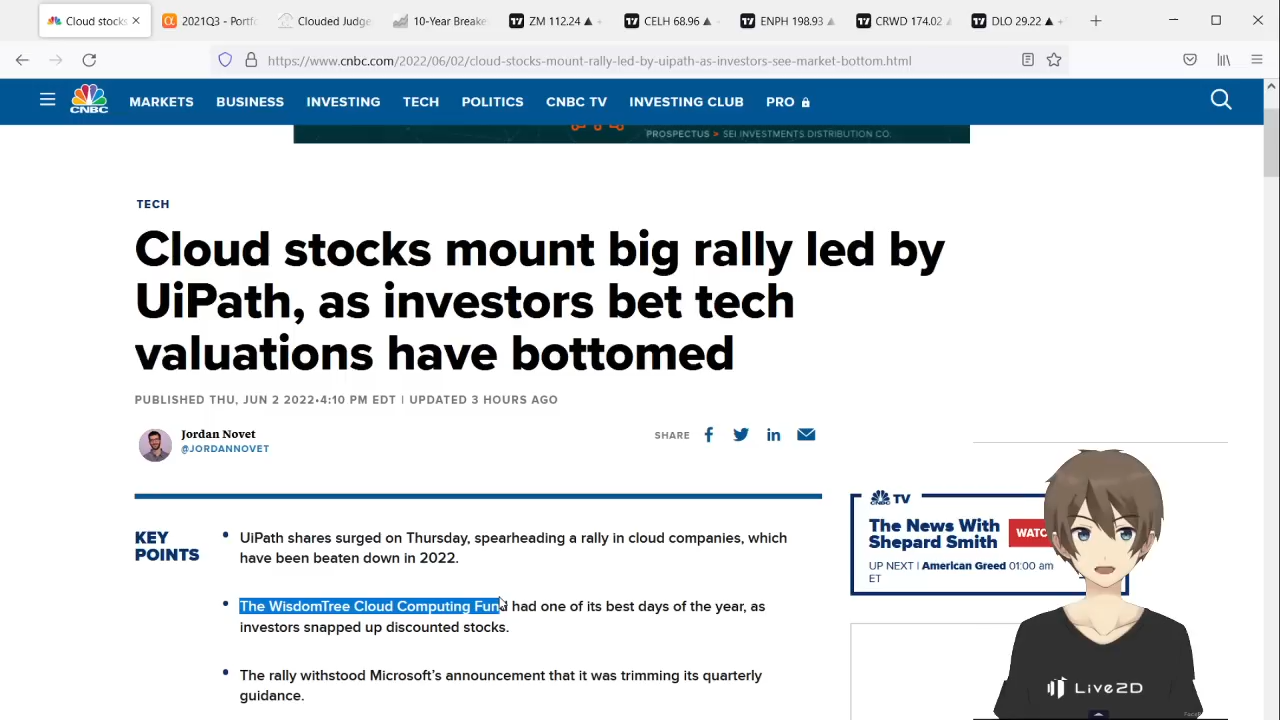 Cloud stocks
2021Q3 - Portf
Clouded Judge
10-Year Breake
ZM 112.24 ▲
CELH 68.96 ▲
ENPH 198.93
CRWD 174.02
DLO 29.22 ▲
https://www.cnbc.com/2022/06/02/cloud-stocks-mount-rally-led-by-uipath-as-investors-see-market-bottom.html
CNBC
MARKETS
BUSINESS
INVESTING
TECH
POLITICS
CNBC TV
INVESTING CLUB
PRO
PROSPECTUS > SEI INVESTMENTS DISTRIBUTION CO.
TECH
Cloud stocks mount big rally led by
UiPath, as investors bet tech
valuations have bottomed
PUBLISHED THU, JUN 2 2022•4:10 PM EDT | UPDATED 3 HOURS AGO
Jordan Novet
@JORDANNOVET
SHARE
KEY
POINTS
• UiPath shares surged on Thursday, spearheading a rally in cloud companies, which
have been beaten down in 2022.
• The WisdomTree Cloud Computing Fund had one of its best days of the year, as
investors snapped up discounted stocks.
• The rally withstood Microsoft's announcement that it was trimming its quarterly
guidance.
CNBC TV
The News With
Shepard Smith
WATC
UP NEXT | American Greed 01:00 am
ET
Live2D